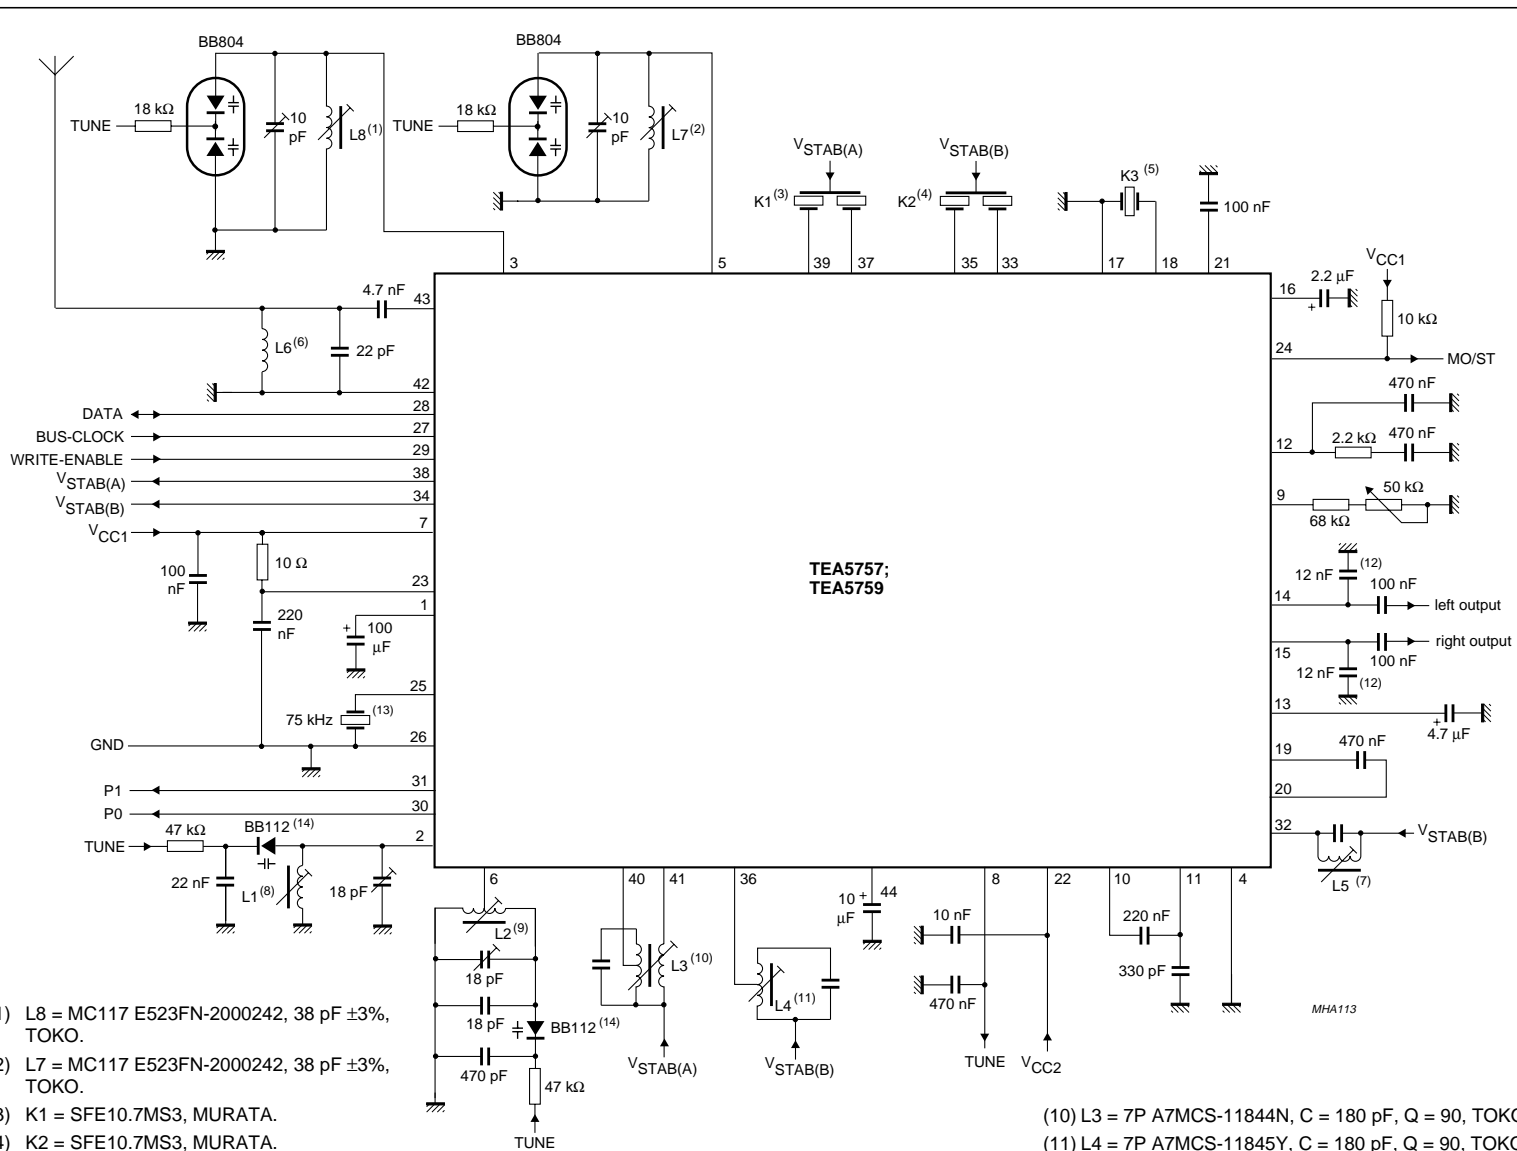 BB804
BB804
18 kΩ
TUNE
10 pF
L8(1)
18 kΩ
TUNE
10 pF
L7(2)
VSTAB(A)
VSTAB(B)
K1(3)
K2(4)
K3 (5)
100 nF
3
5
39
37
35
33
17
18
21
4.7 nF
43
L6(6)
22 pF
42
DATA
28
BUS-CLOCK
27
WRITE-ENABLE
29
VSTAB(A)
38
VSTAB(B)
34
VCC1
7
100 nF
10 Ω
23
220 nF
1
+ 100 μF
25
75 kHz
(13)
GND
26
P1
31
P0
30
TUNE
47 kΩ
BB112 (14)
2
22 nF
L1(8)
18 pF
TEA5757;
TEA5759
16
2.2 μF
+
VCC1
10 kΩ
24
MO/ST
470 nF
12
2.2 kΩ
470 nF
9
68 kΩ
50 kΩ
12 nF
(12)
100 nF
14
left output
15
right output
100 nF
12 nF
(12)
13
+
4.7 μF
19
470 nF
20
32
VSTAB(B)
L5 (7)
6
40
41
36
44
8
22
10
11
4
L2(9)
18 pF
18 pF
BB112(14)
470 pF
47 kΩ
TUNE
L3 (10)
VSTAB(A)
L4(11)
VSTAB(B)
10 μF
+
10 nF
470 nF
TUNE
VCC2
220 nF
330 pF
MHA113
) L8 = MC117 E523FN-2000242, 38 pF ±3%,
TOKO.
) L7 = MC117 E523FN-2000242, 38 pF ±3%,
TOKO.
) K1 = SFE10.7MS3, MURATA.
) K2 = SFE10.7MS3, MURATA.
(10) L3 = 7P A7MCS-11844N, C = 180 pF, Q = 90, TOKO
(11) L4 = 7P A7MCS-11845Y, C = 180 pF, Q = 90, TOKO